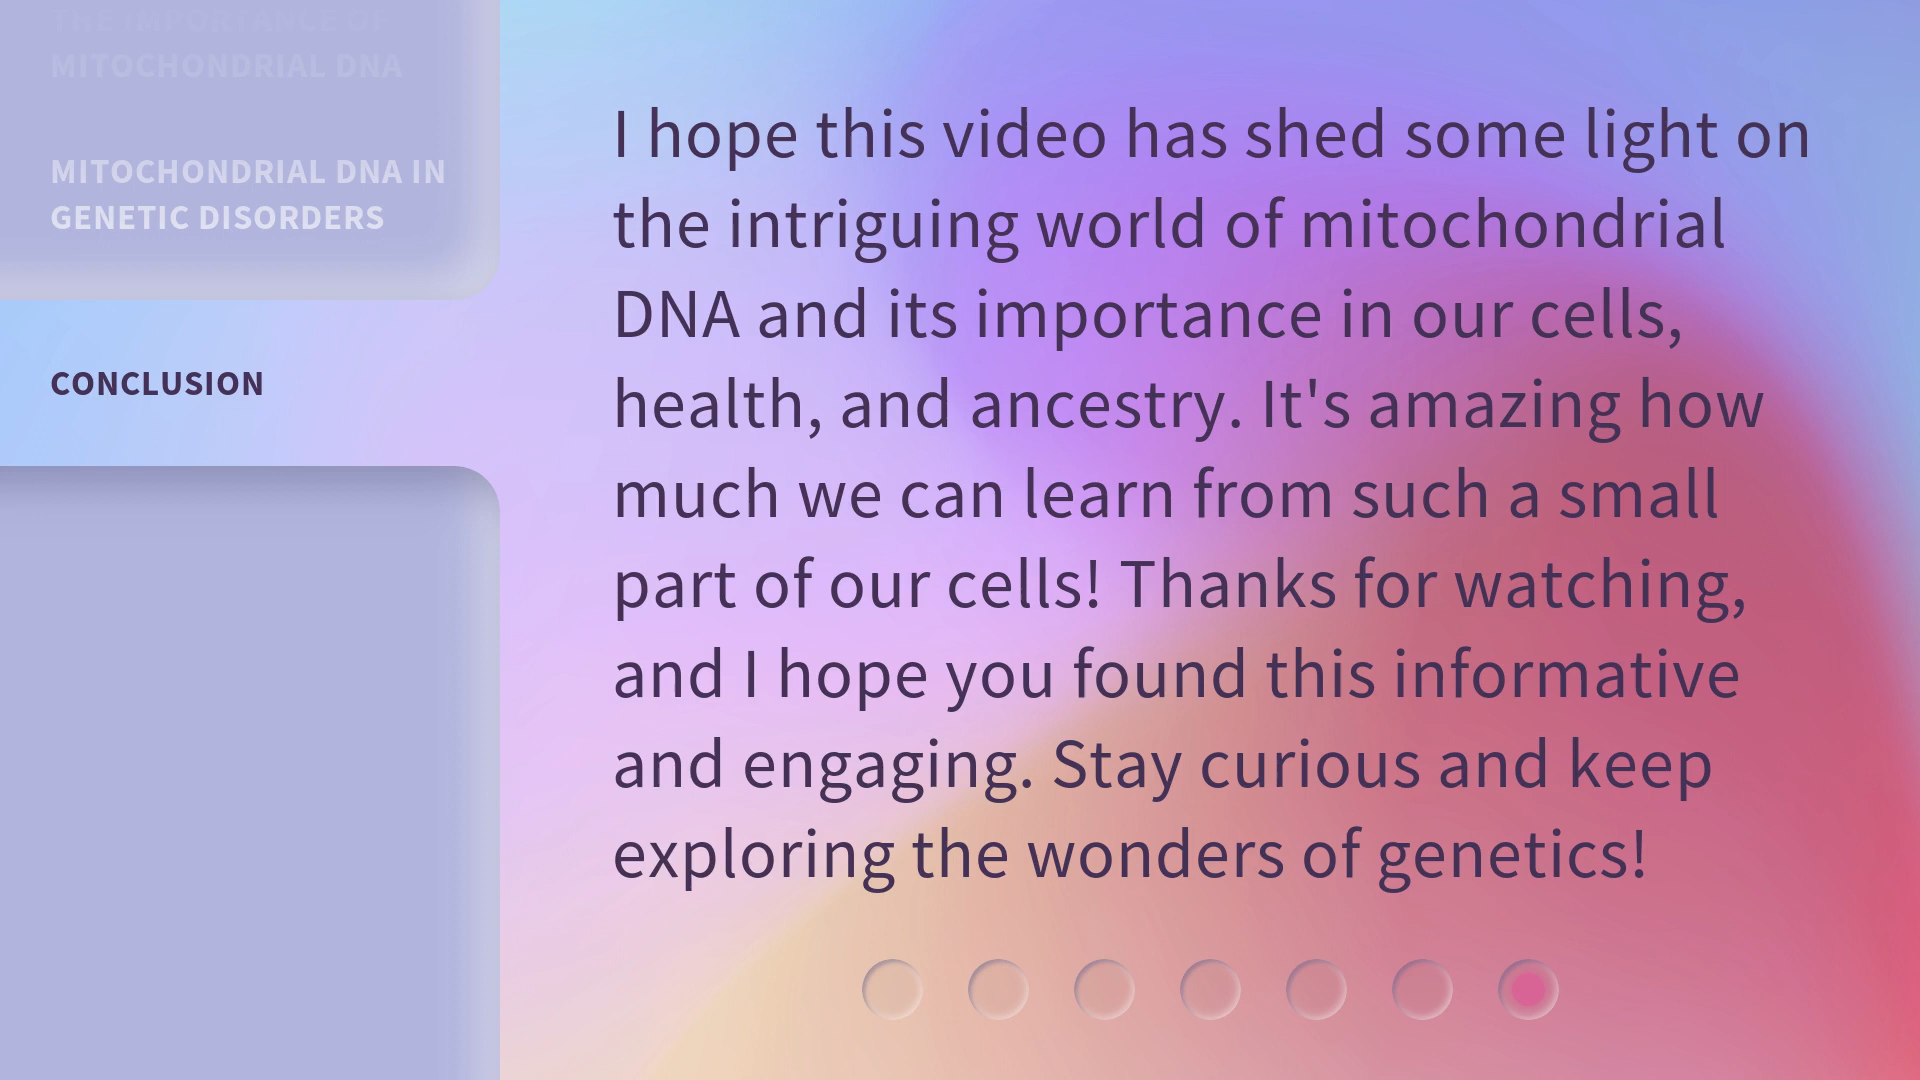 THE IMPORTANCE OF
MITOCHONDRIAL DNA
MITOCHONDRIAL DNA IN
GENETIC DISORDERS
CONCLUSION
I hope this video has shed some light on
the intriguing world of mitochondrial
DNA and its importance in our cells,
health, and ancestry. It's amazing how
much we can learn from such a small
part of our cells! Thanks for watching,
and I hope you found this informative
and engaging. Stay curious and keep
exploring the wonders of genetics!